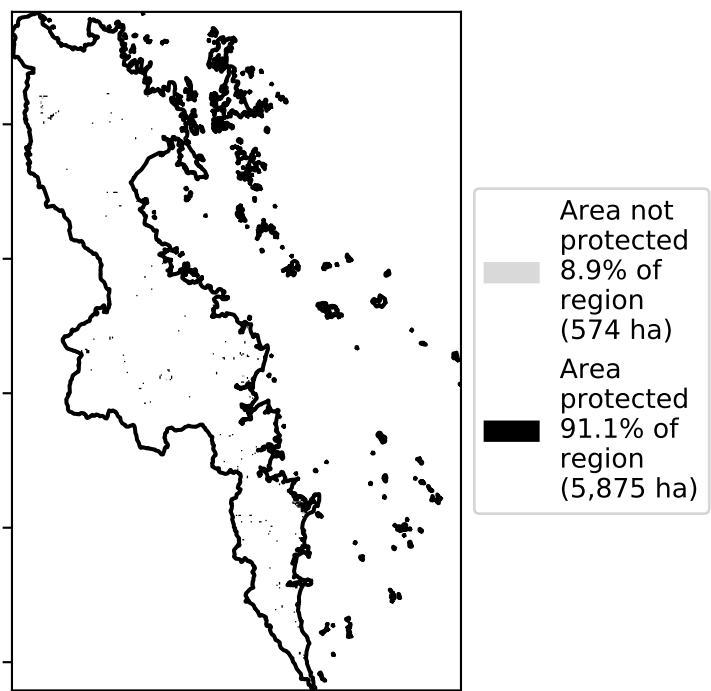 Area not
protected
8.9% of
region
(574 ha)
Area
protected
91.1% of
region
(5,875 ha)